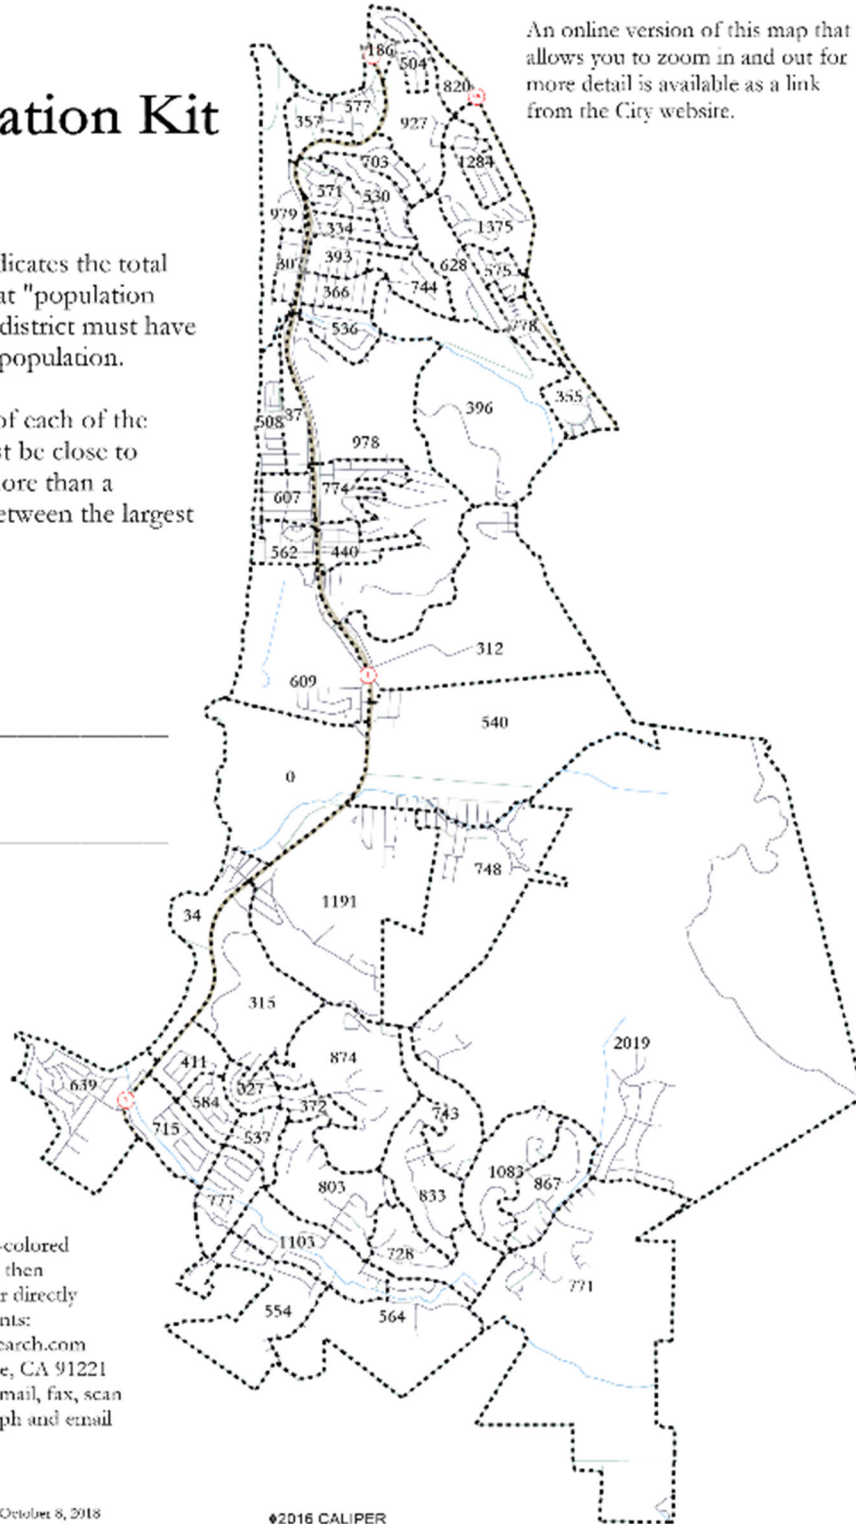 An online version of this map that
allows you to zoom in and out for
more detail is available as a link
from the City website.
ation Kit
dicates the total
at "population
district must have
population.
of each of the
st be close to
nore than a
etween the largest
186
504
820
577
357
927
703
1284
571
530
979
334
1375
307
393
628
575
366
744
536
778
355
396
508
37
978
774
607
562
440
312
609
540
0
748
1191
34
315
2019
874
411
639
327
584
372
743
715
537
1083
867
803
833
777
1103
728
771
554
564
-colored
then
r directly
nts:
earch.com
e, CA 91221
mail, fax, scan
ph and email
October 8, 2018
©2016 CALIPER